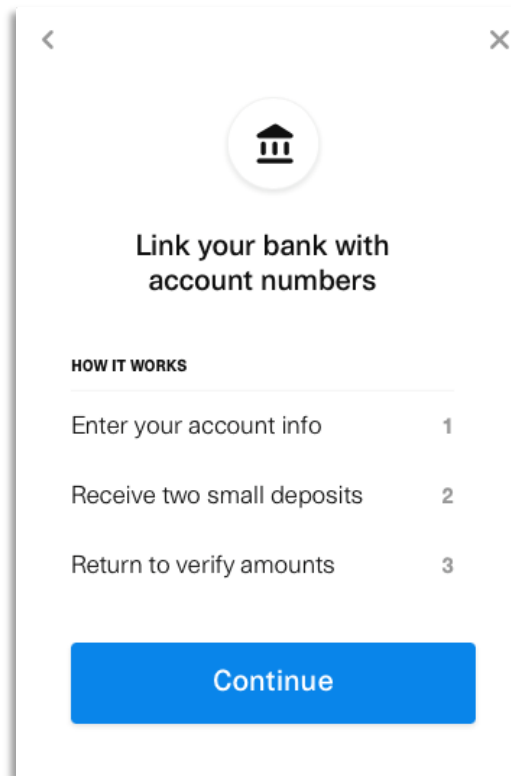 Link your bank with
account numbers
HOW IT WORKS
Enter your account info 1
Receive two small deposits 2
Return to verify amounts 3
Continue